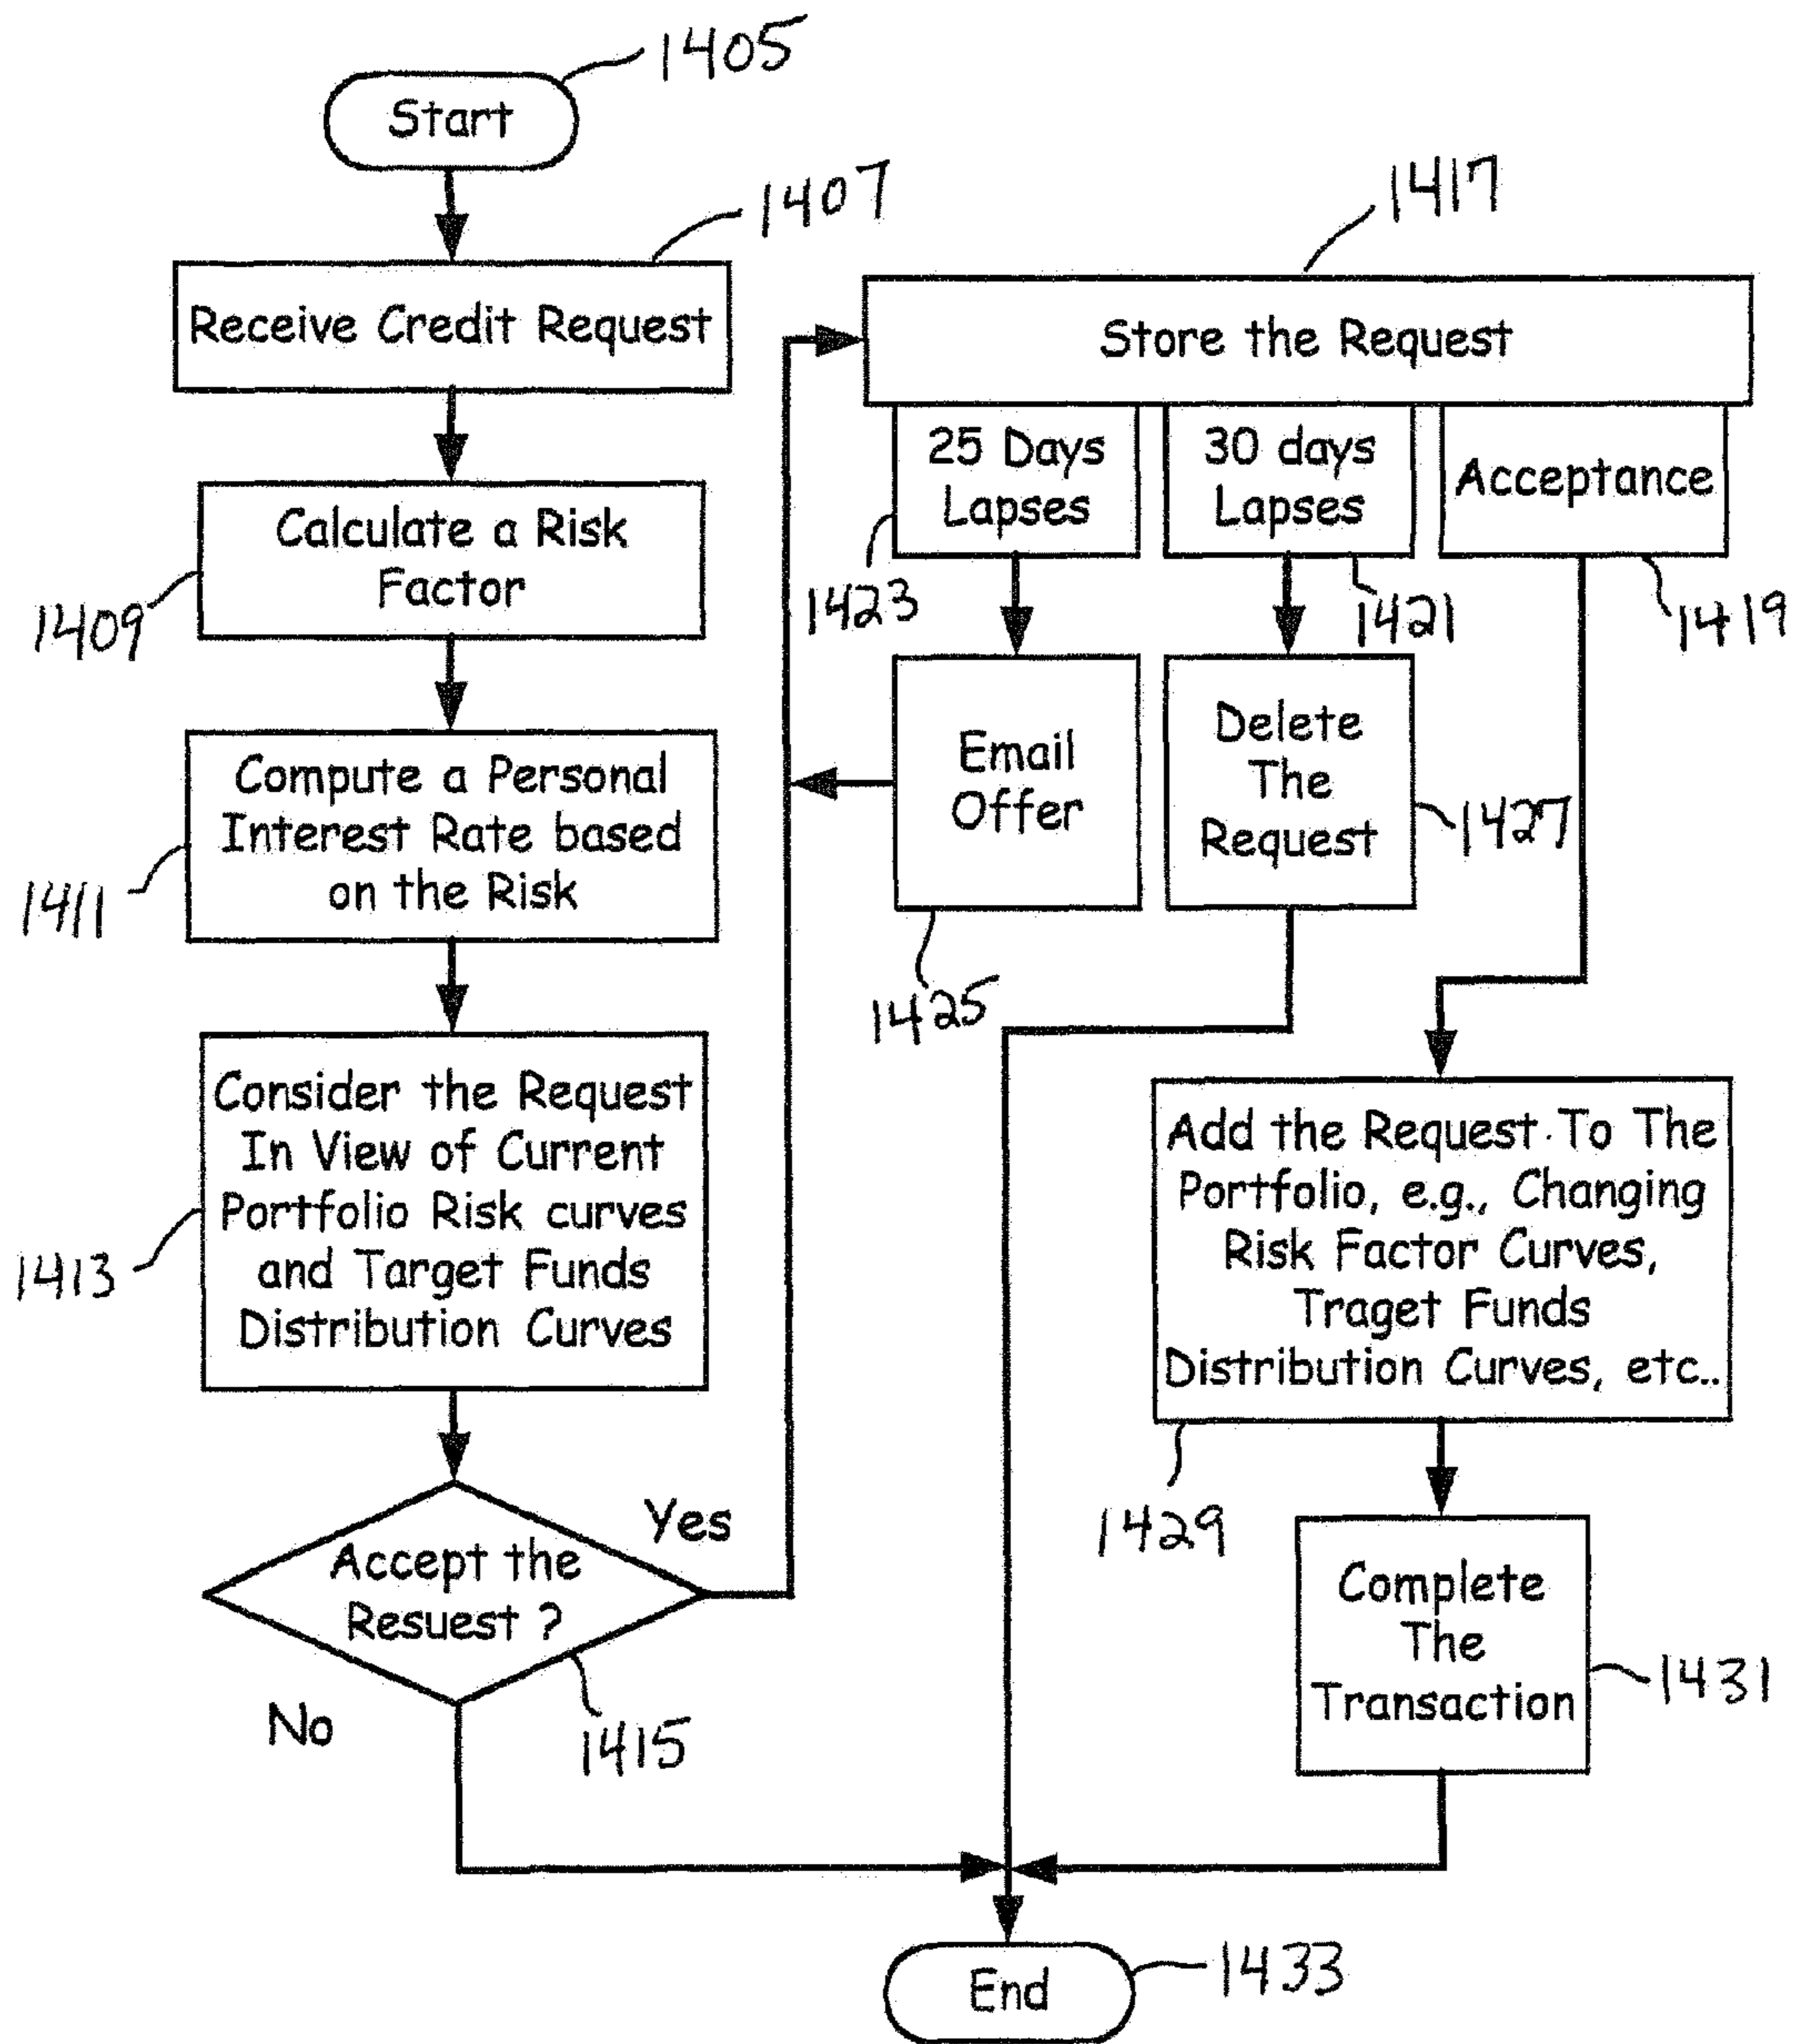 1405
Start
1407
Receive Credit Request
Calculate a Risk
Factor
1409
Compute a Personal
Interest Rate based
on the Risk
1411
Consider the Request
In View of Current
Portfolio Risk curves
and Target Funds
Distribution Curves
1413
Yes
Accept the
Resuest ?
No
1415
1417
Store the Request
25 Days
Lapses
1423
30 days
Lapses
1421
Acceptance
1419
Email
Offer
1425
Delete
The
Request
1427
Add the Request To The
Portfolio, e.g., Changing
Risk Factor Curves,
Traget Funds
Distribution Curves, etc..
1429
Complete
The
Transaction
1431
End
1433